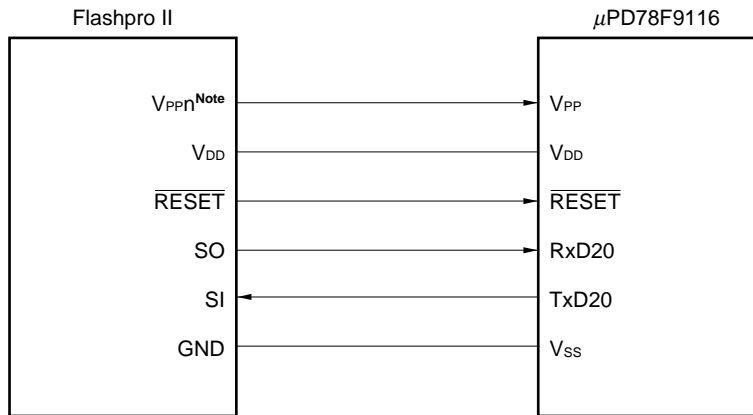 Flashpro II μPD78F9116
VPPnNote VPP
VDD VDD
RESET RESET
SO RxD20
SI TxD20
GND VSS